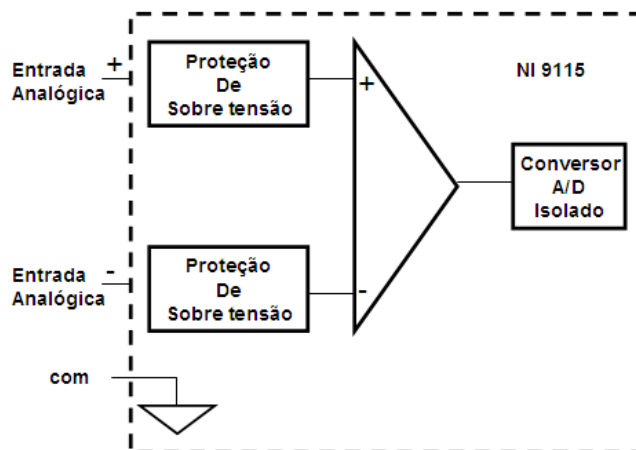 Entrada
Analógica
+
Proteção
De
Sobre tensão
+
NI 9115
Conversor
A/D
Isolado
Entrada
Analógica
-
Proteção
De
Sobre tensão
-
com